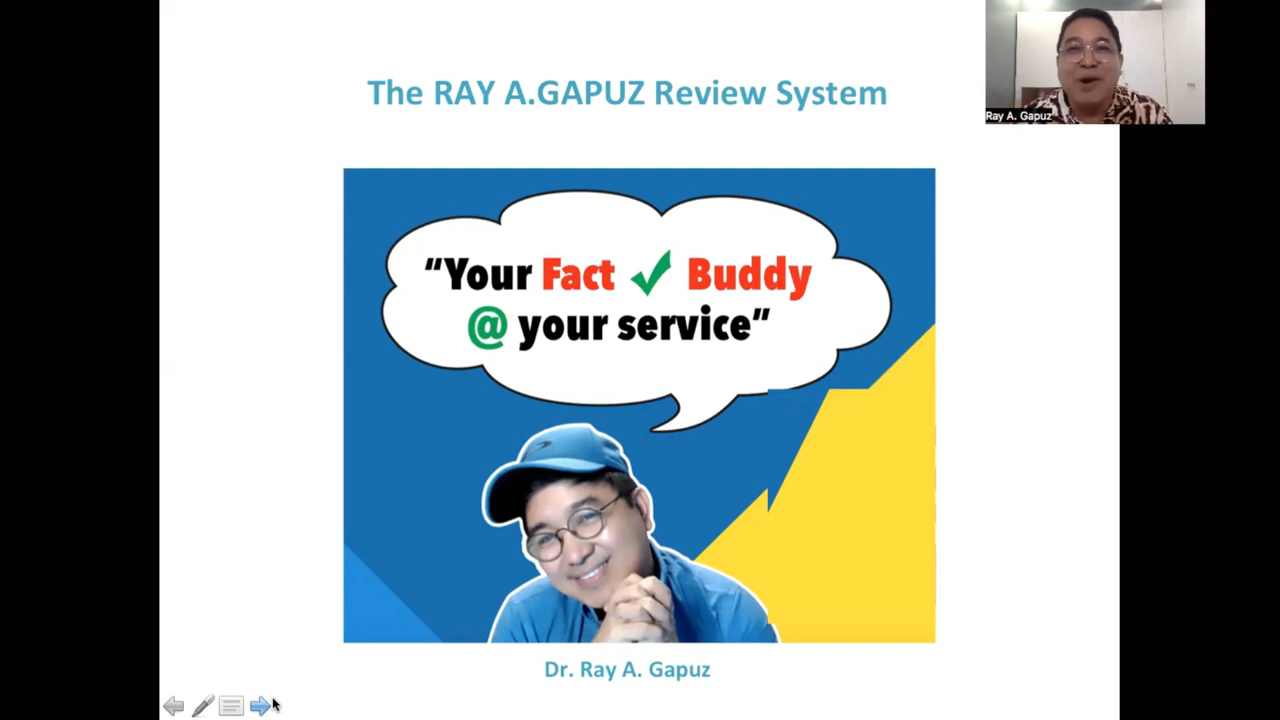 The RAY A.GAPUZ Review System
Ray A. Gapuz
“Your Fact ✓ Buddy
@ your service”
Dr. Ray A. Gapuz